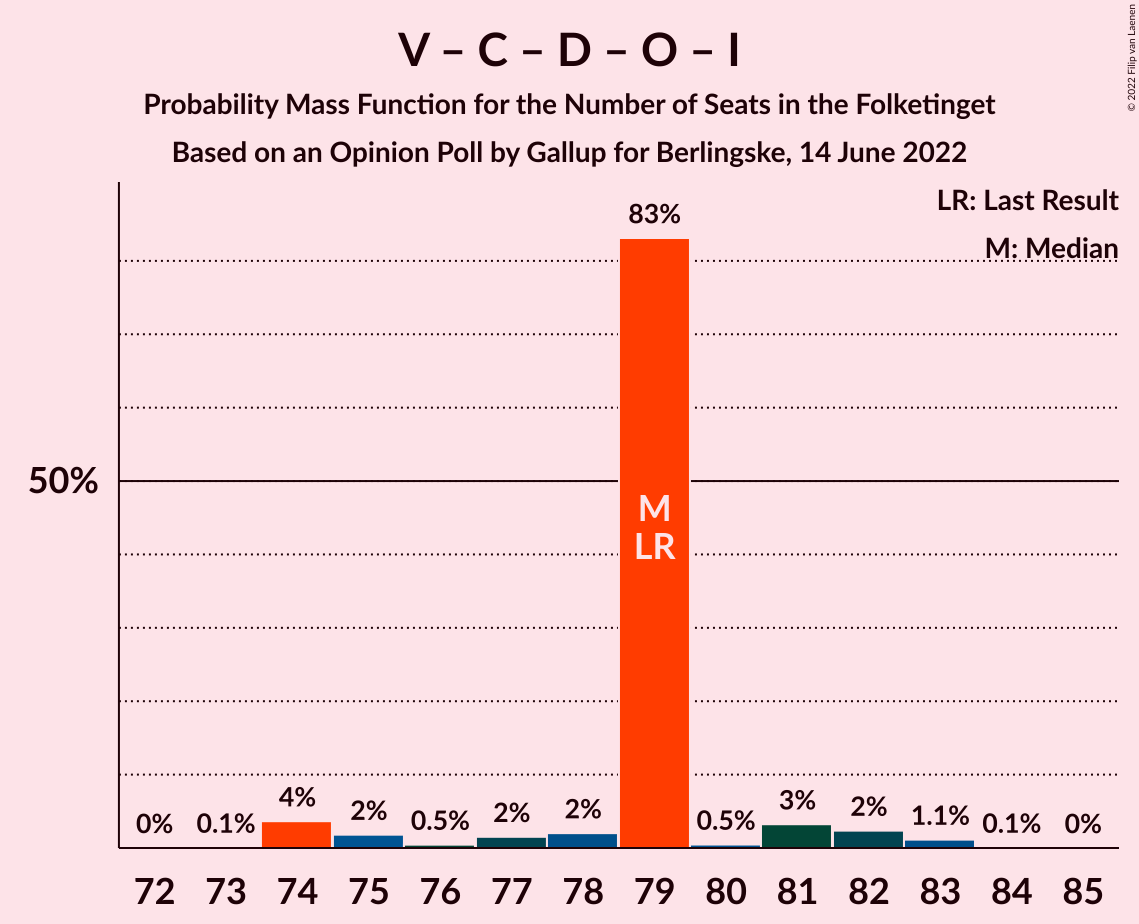 V – C – D – O – I
Probability Mass Function for the Number of Seats in the Folketinget
Based on an Opinion Poll by Gallup for Berlingske, 14 June 2022
© 2022 Filip van Laenen
LR: Last Result
M: Median
50%
0% 0.1% 4% 2% 0.5% 2% 2% 83% 0.5% 3% 2% 1.1% 0.1% 0%
M
LR
72 73 74 75 76 77 78 79 80 81 82 83 84 85